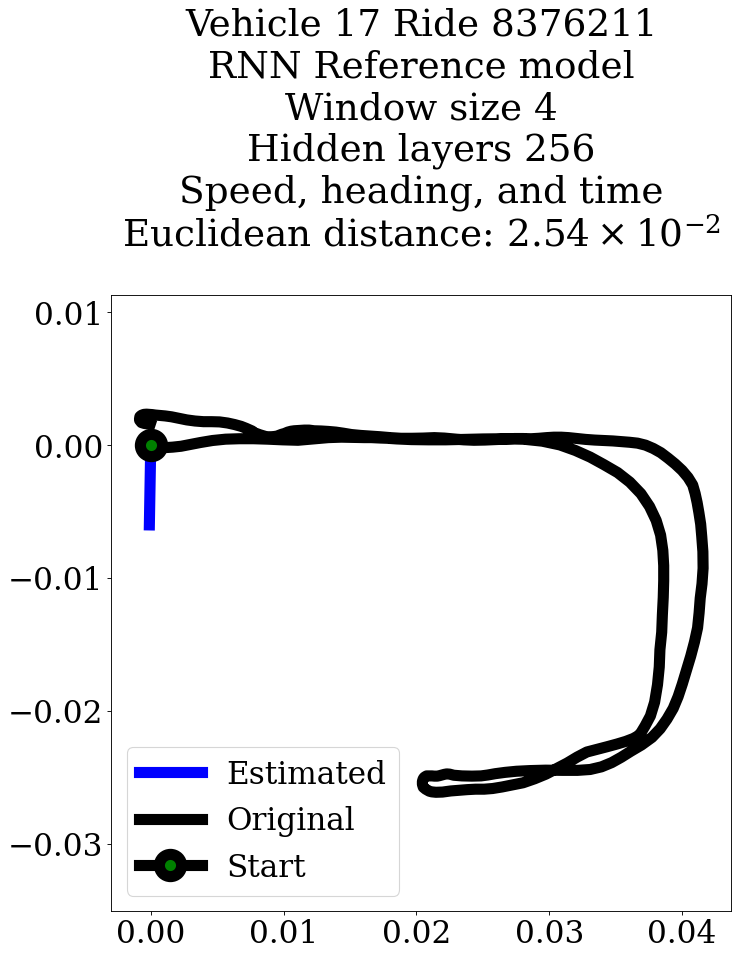 Vehicle 17 Ride 8376211
RNN Reference model
Window size 4
Hidden layers 256
Speed, heading, and time
Euclidean distance: 2.54 × 10⁻²
0.01
0.00
−0.01
−0.02
−0.03
Estimated
Original
Start
0.00 0.01 0.02 0.03 0.04